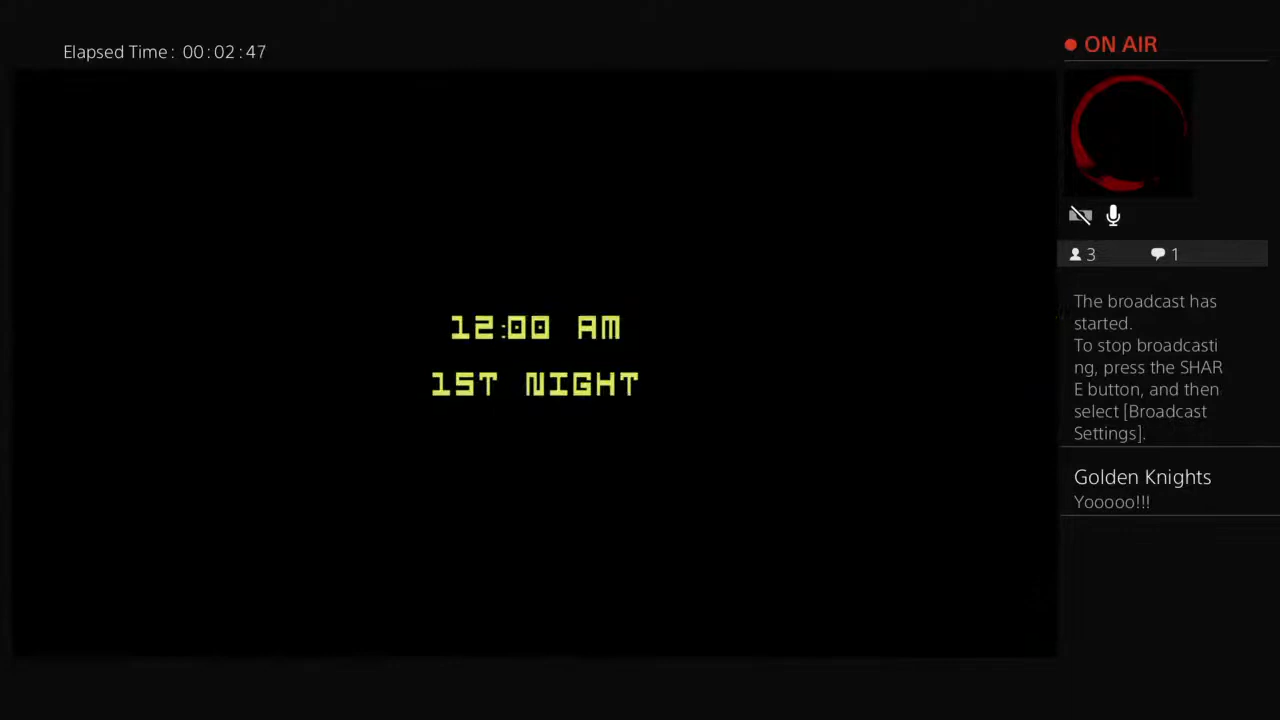 Elapsed Time: 00:02:47
ON AIR
3 1
12:00 AM
1ST NIGHT
The broadcast has
started.
To stop broadcasti
ng, press the SHAR
E button, and then
select [Broadcast
Settings].
Golden Knights
Yooooo!!!